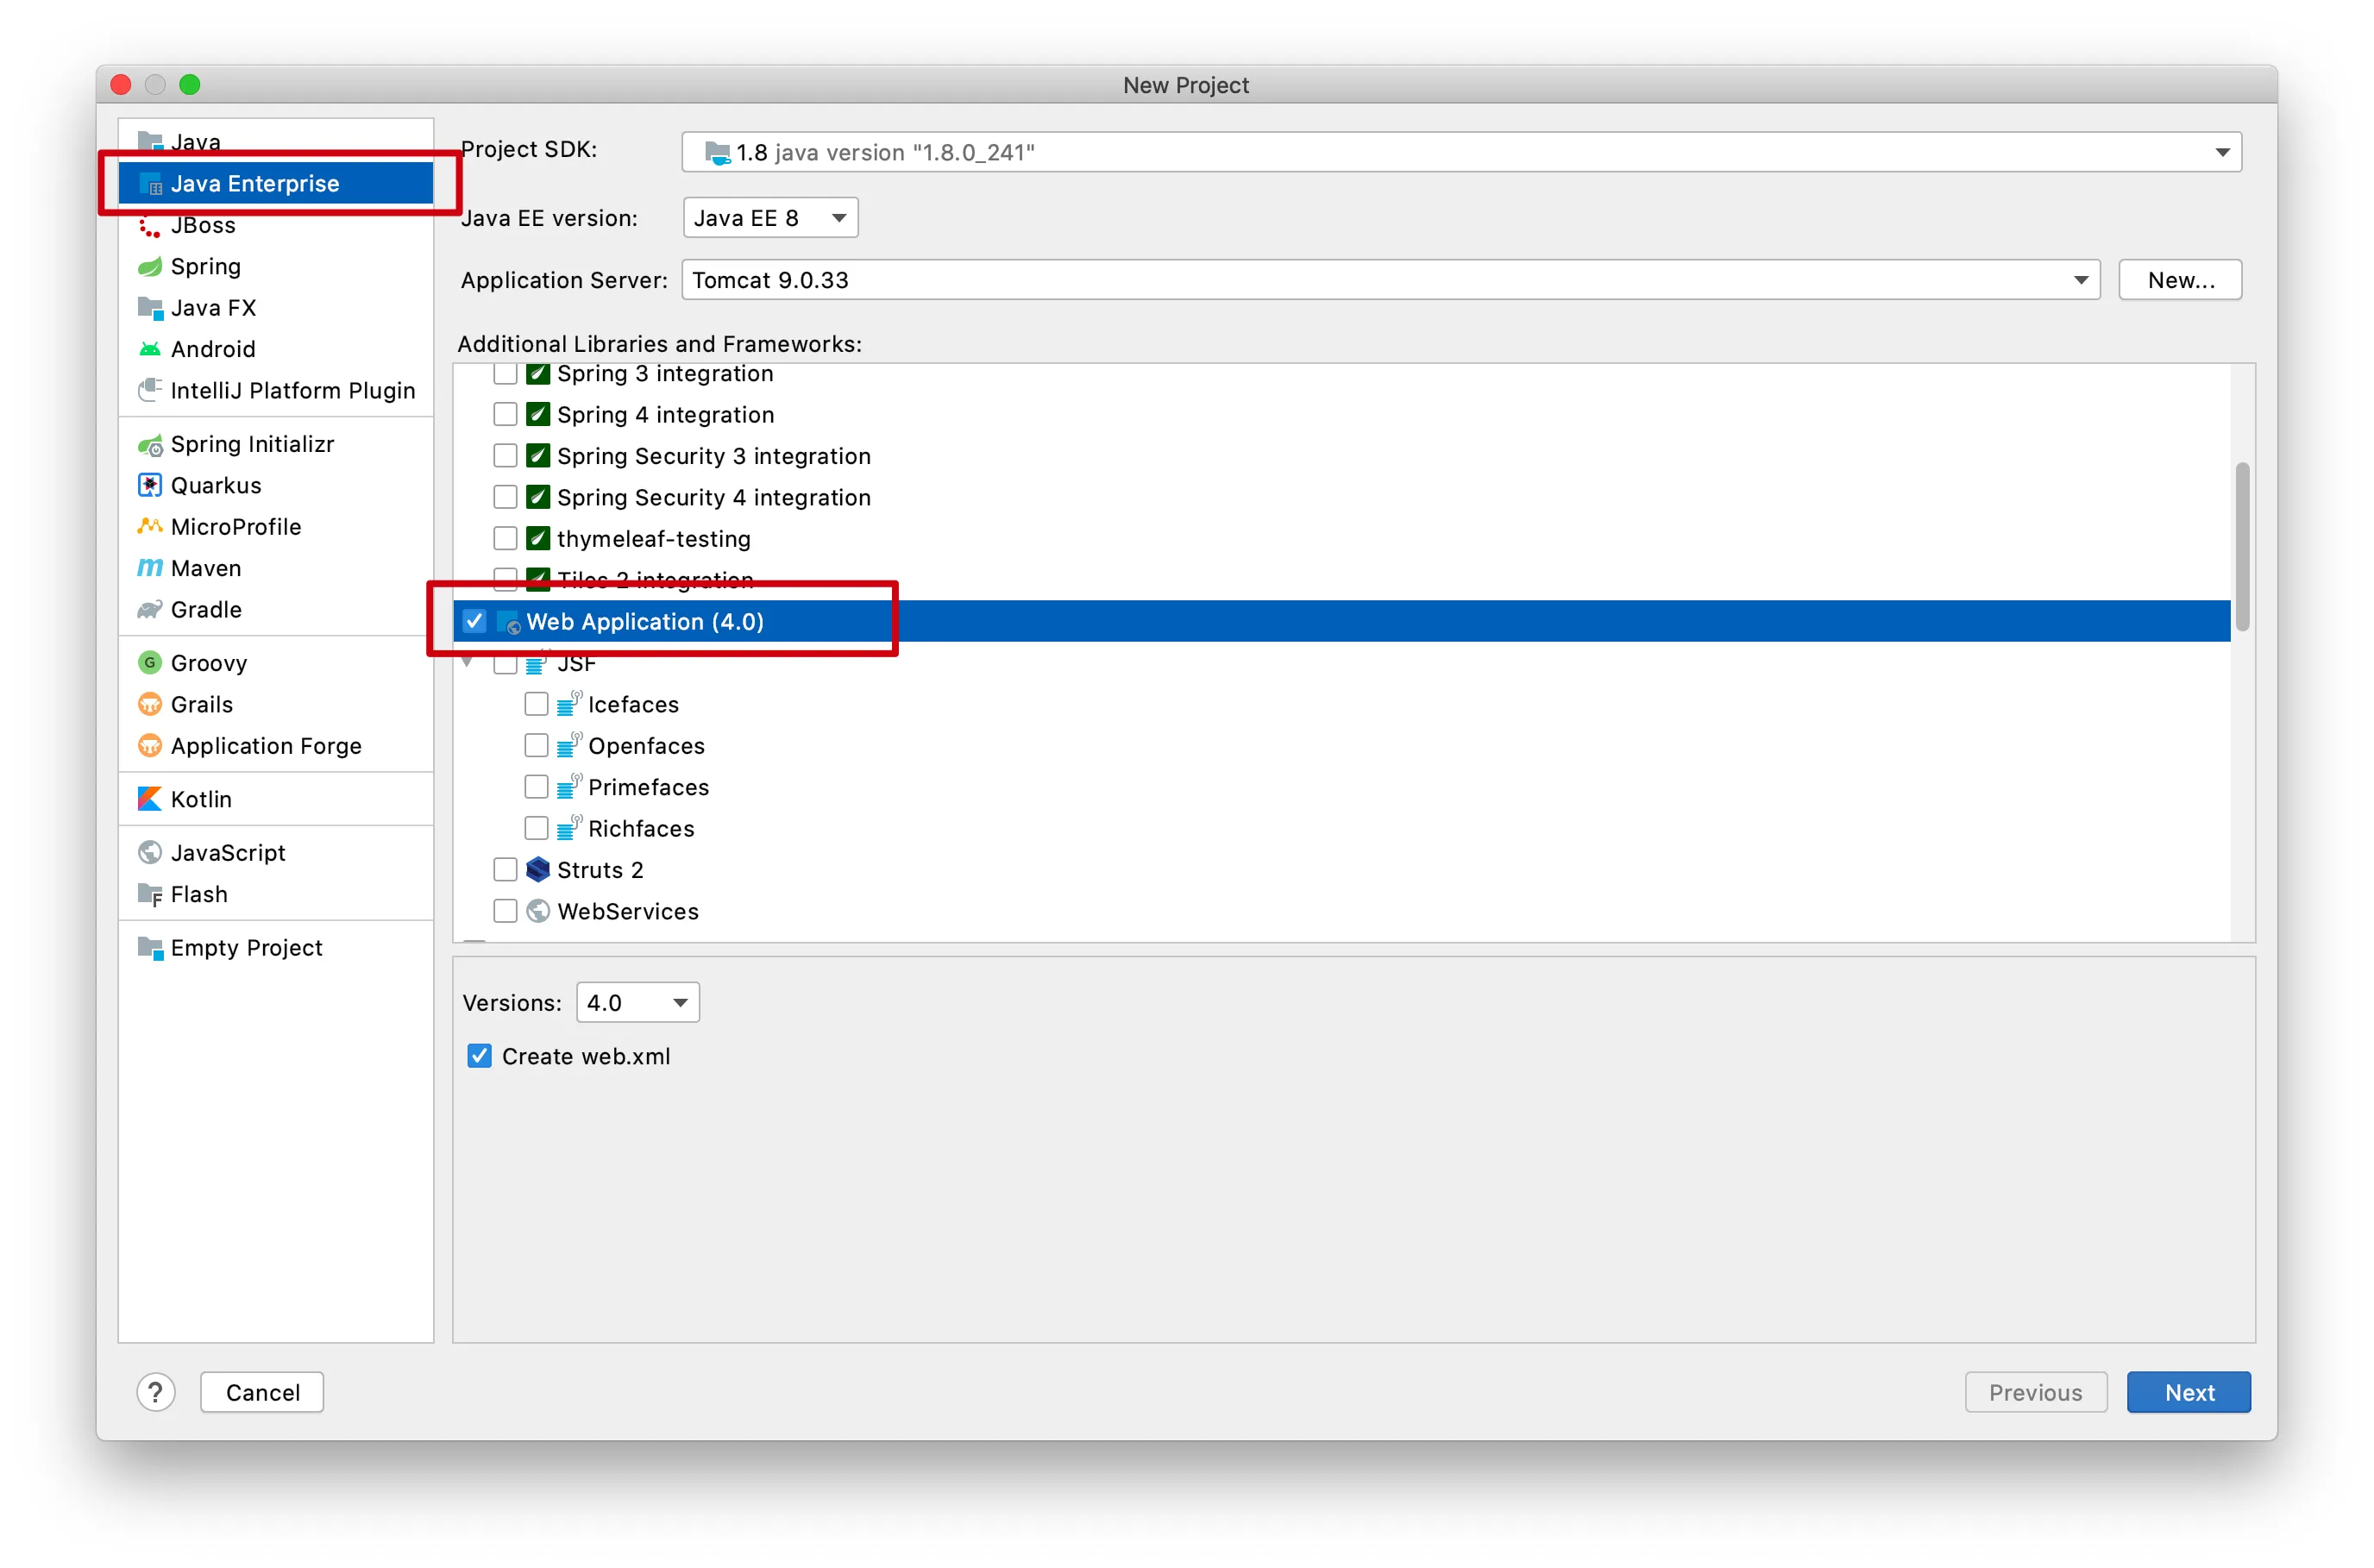 New Project
Java
Java Enterprise
JBoss
Spring
Java FX
Android
IntelliJ Platform Plugin
Spring Initializr
Quarkus
MicroProfile
Maven
Gradle
Groovy
Grails
Application Forge
Kotlin
JavaScript
Flash
Empty Project
Project SDK: 1.8 java version "1.8.0_241"
Java EE version: Java EE 8
Application Server: Tomcat 9.0.33 New...
Additional Libraries and Frameworks:
Spring 3 integration
Spring 4 integration
Spring Security 3 integration
Spring Security 4 integration
thymeleaf-testing
Tiles 2 integration
Web Application (4.0)
JSF
Icefaces
Openfaces
Primefaces
Richfaces
Struts 2
WebServices
Versions: 4.0
Create web.xml
? Cancel Previous Next